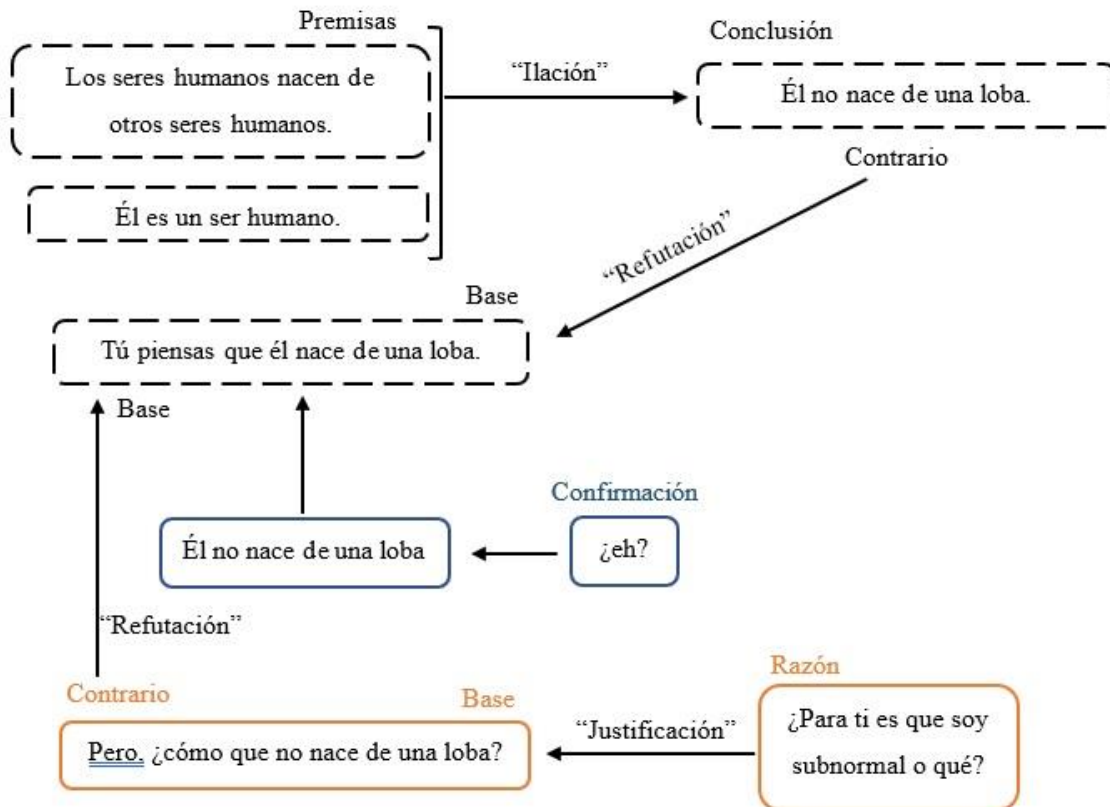 Premisas
Los seres humanos nacen de
otros seres humanos.
Él es un ser humano.
“Ilación”
Conclusión
Él no nace de una loba.
Contrario
“Refutación”
Base
Tú piensas que él nace de una loba.
Base
Confirmación
Él no nace de una loba
¿eh?
“Refutación”
Contrario
Base
Pero. ¿cómo que no nace de una loba?
“Justificación”
Razón
¿Para ti es que soy
subnormal o qué?